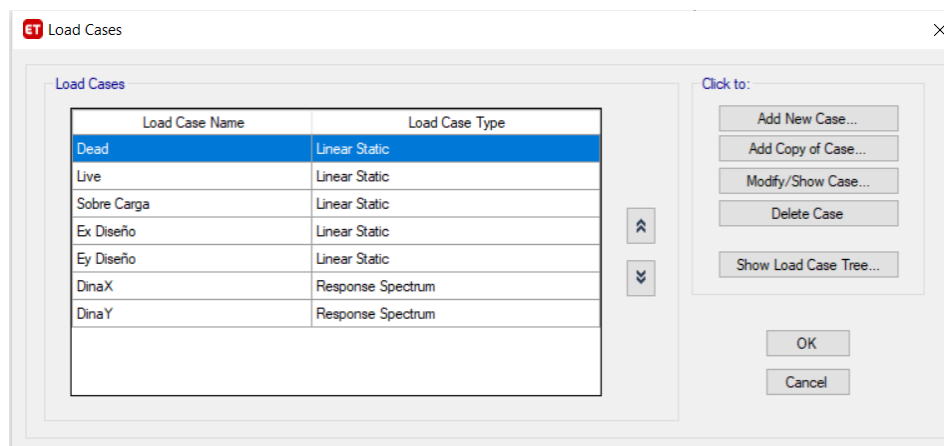 ET Load Cases
Load Cases
Load Case Name Load Case Type
Dead Linear Static
Live Linear Static
Sobre Carga Linear Static
Ex Diseño Linear Static
Ey Diseño Linear Static
DinaX Response Spectrum
DinaY Response Spectrum
Click to:
Add New Case...
Add Copy of Case...
Modify/Show Case...
Delete Case
Show Load Case Tree...
OK
Cancel